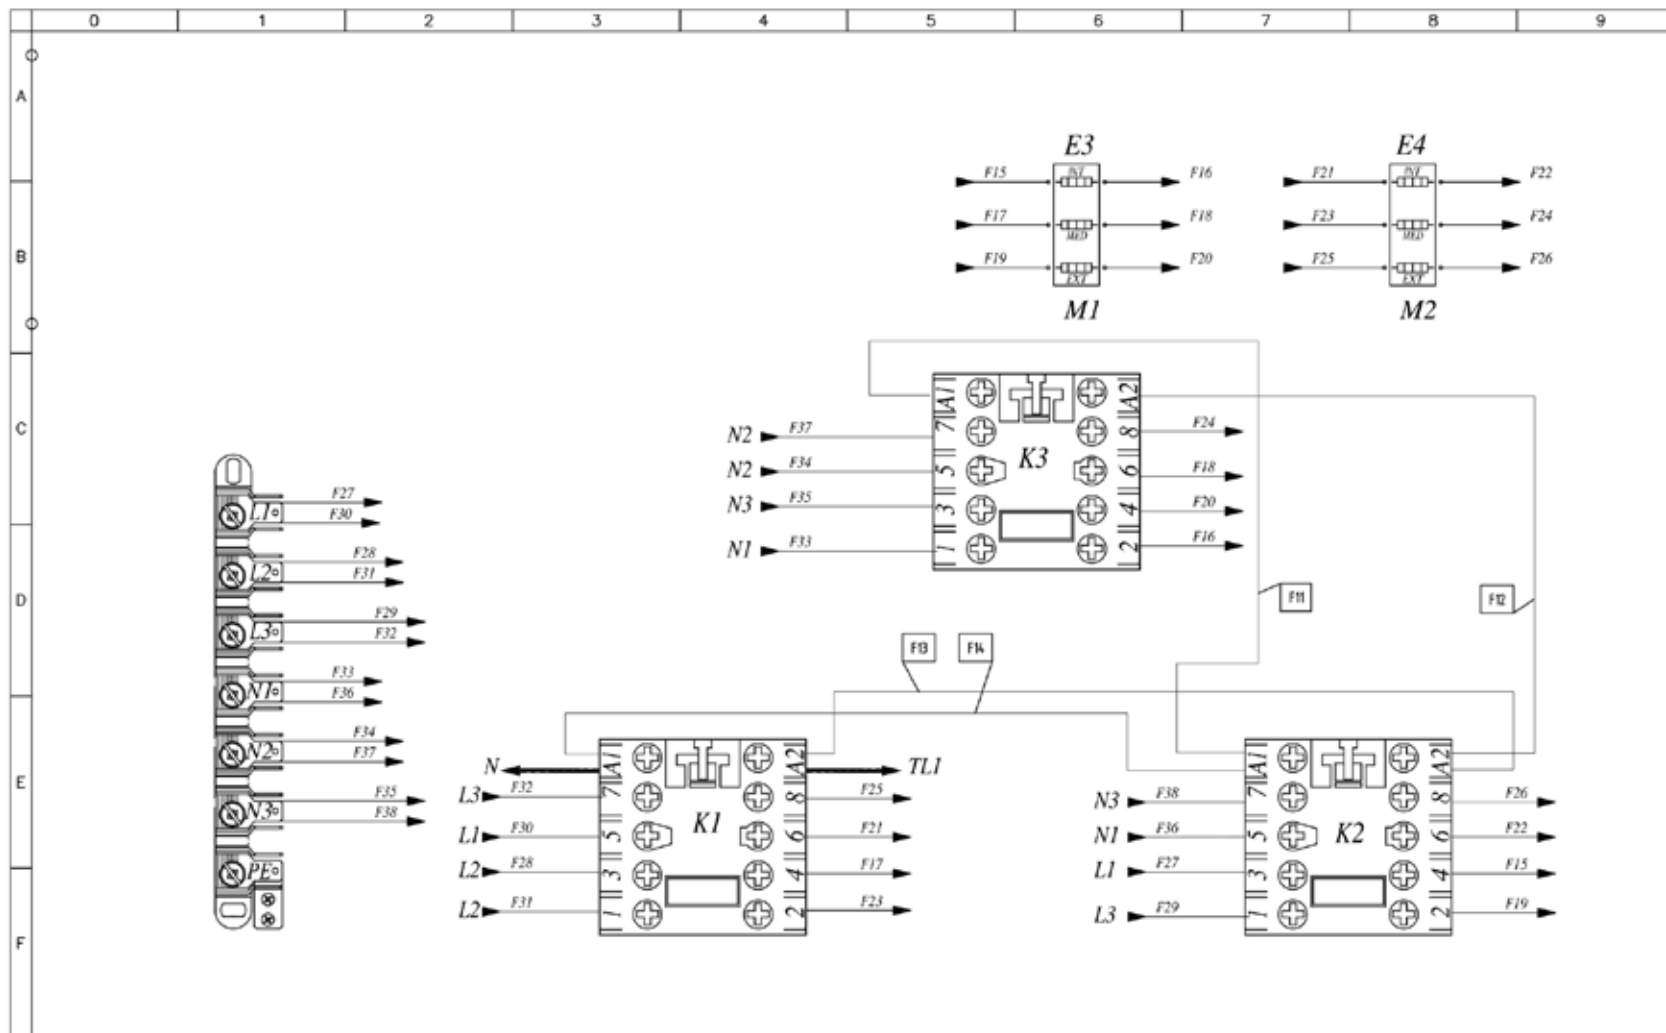 0 1 2 3 4 5 6 7 8 9
A
B
C
D
E
F
E3
INT
MED
EXT
M1
F15 F16
F17 F18
F19 F20
E4
INT
MED
EXT
M2
F21 F22
F23 F24
F25 F26
A1 A2
N2 F37 7 8 F24
N2 F34 5 K3 6 F18
N3 F35 3 4 F20
N1 F33 1 2 F16
F11
F12
F13 F14
L1 F27
F30
L2 F28
F31
L3 F29
F32
N1 F33
F36
N2 F34
F37
N3 F35
F38
PE
N A1 A2 TL1
L3 F32 7 8 F25
L1 F30 5 K1 6 F21
L2 F28 3 4 F17
L2 F31 1 2 F23
A1 A2
N3 F38 7 8 F26
N1 F36 5 K2 6 F22
L1 F27 3 4 F15
L3 F29 1 2 F19